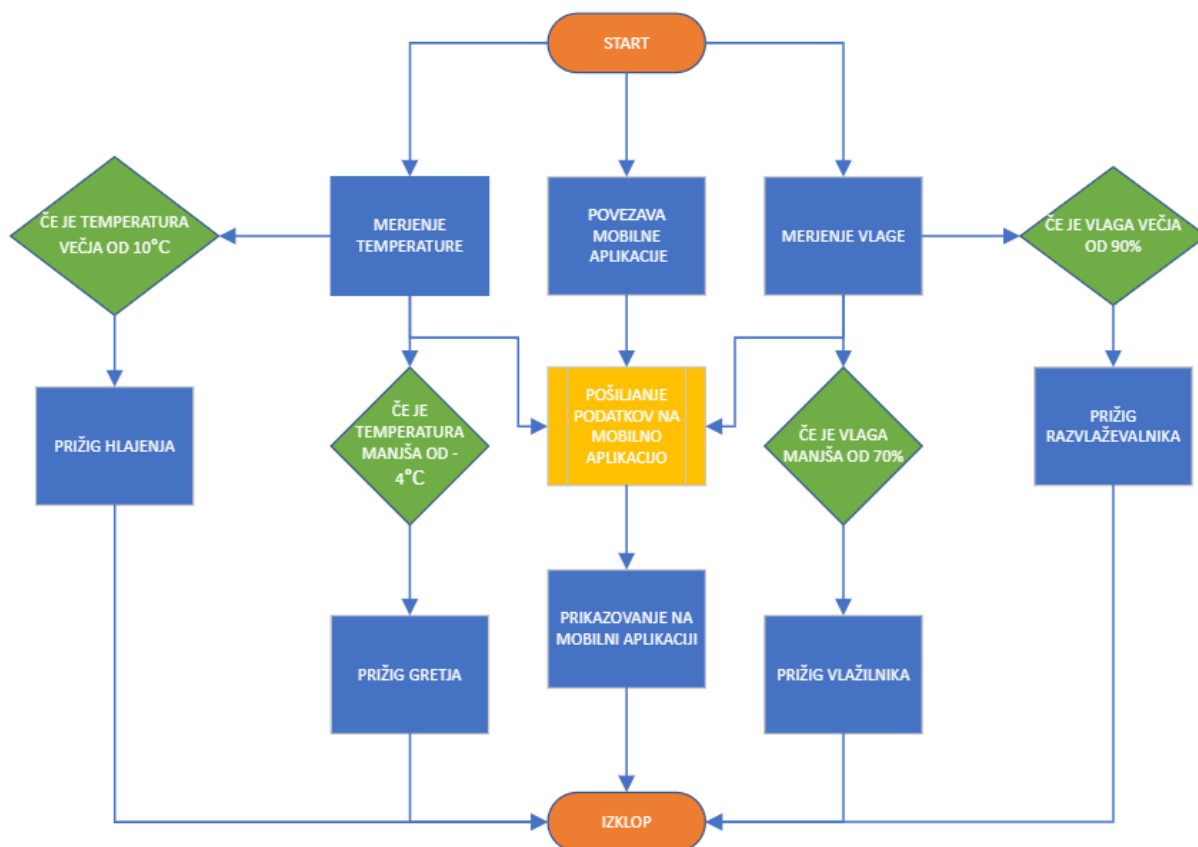 START
ČE JE TEMPERATURA
VEČJA OD 10°C
MERJENJE
TEMPERATURE
POVEZAVA
MOBILNE
APLIKACIJE
MERJENJE VLAGE
ČE JE VLAGA VEČJA
OD 90%
PRIŽIG HLAJENJA
ČE JE
TEMPERATURA
MANJŠA OD -
4°C
POŠILJANJE
PODATKOV NA
MOBILNO
APLIKACIJO
ČE JE VLAGA
MANJŠA OD 70%
PRIŽIG
RAZVLAŽEVALNIKA
PRIŽIG GRETJA
PRIKAZOVANJE NA
MOBILNI APLIKACIJI
PRIŽIG VLAŽILNIKA
IZKLOP